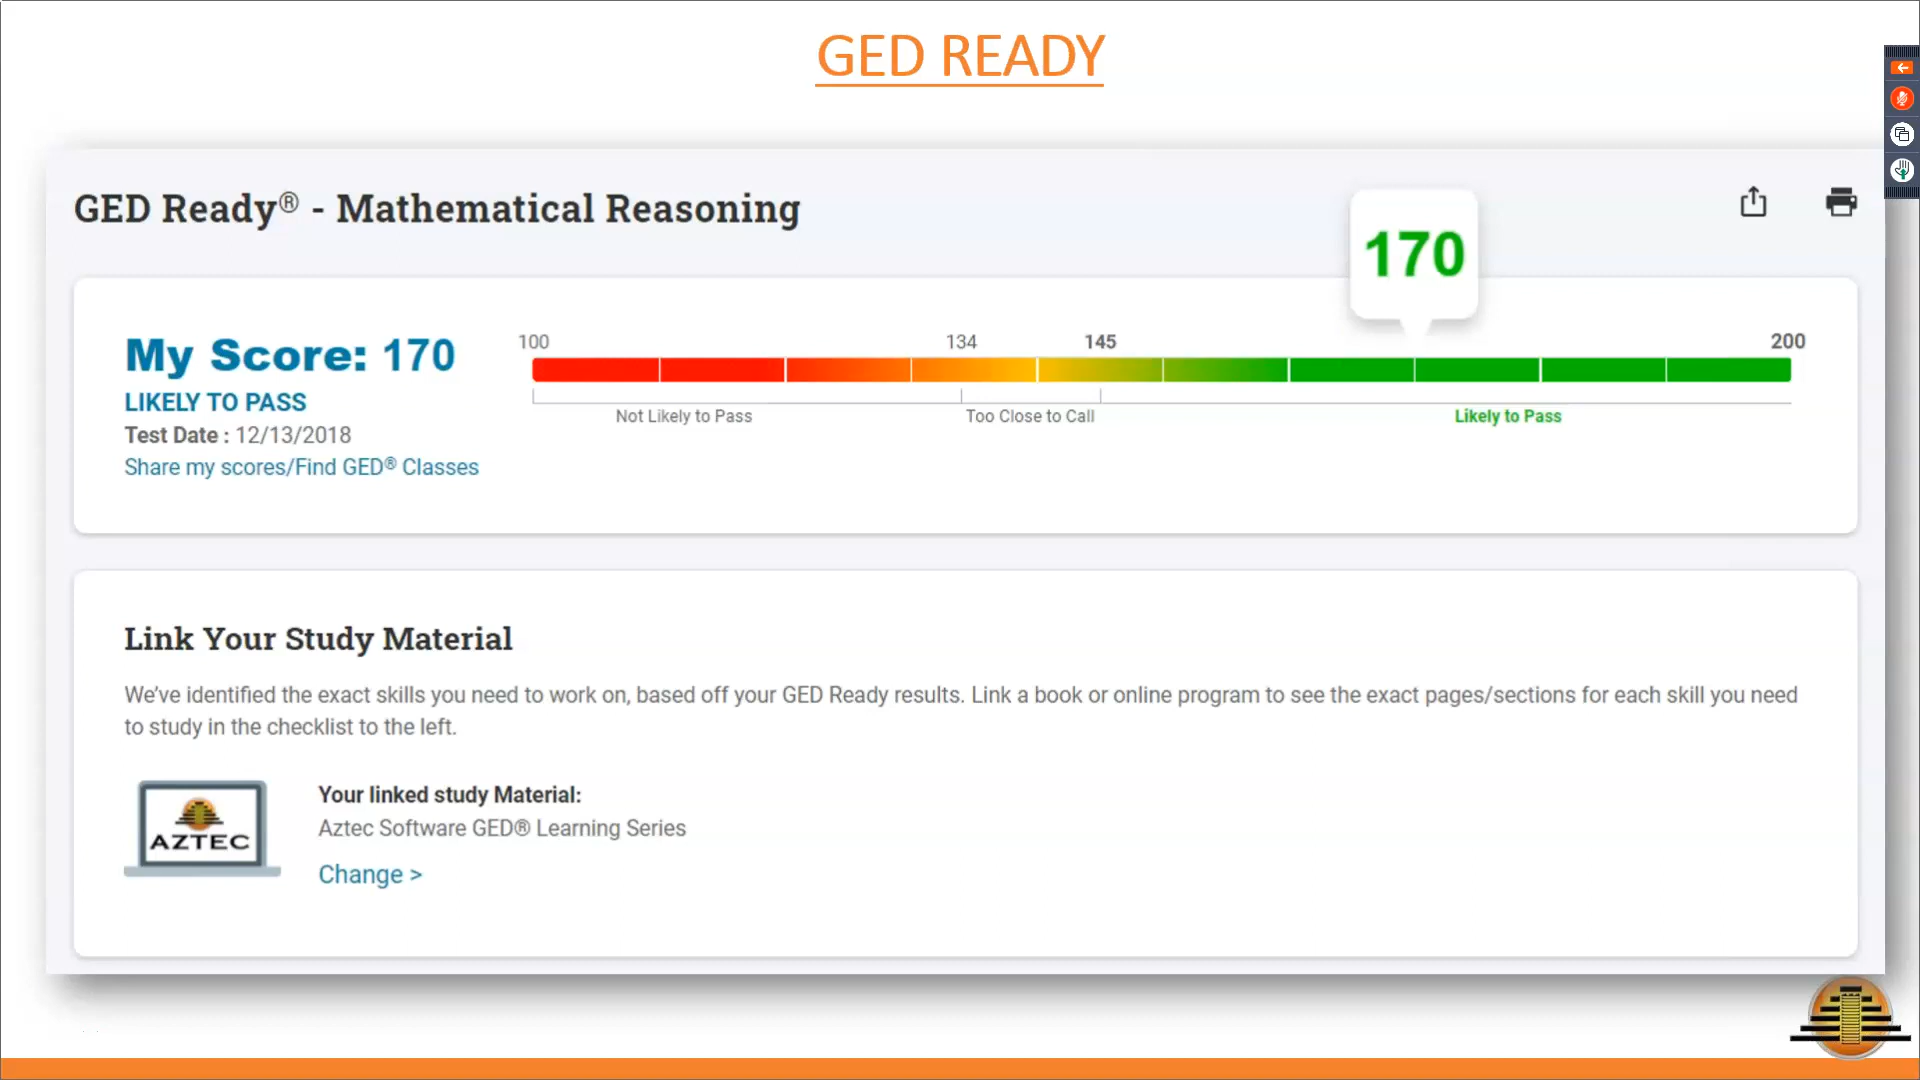 GED READY
GED Ready® - Mathematical Reasoning
170
My Score: 170
LIKELY TO PASS
Test Date : 12/13/2018
Share my scores/Find GED® Classes
100 134 145 200
Not Likely to Pass Too Close to Call Likely to Pass
Link Your Study Material
We've identified the exact skills you need to work on, based off your GED Ready results. Link a book or online program to see the exact pages/sections for each skill you need
to study in the checklist to the left.
AZTEC
Your linked study Material:
Aztec Software GED® Learning Series
Change >